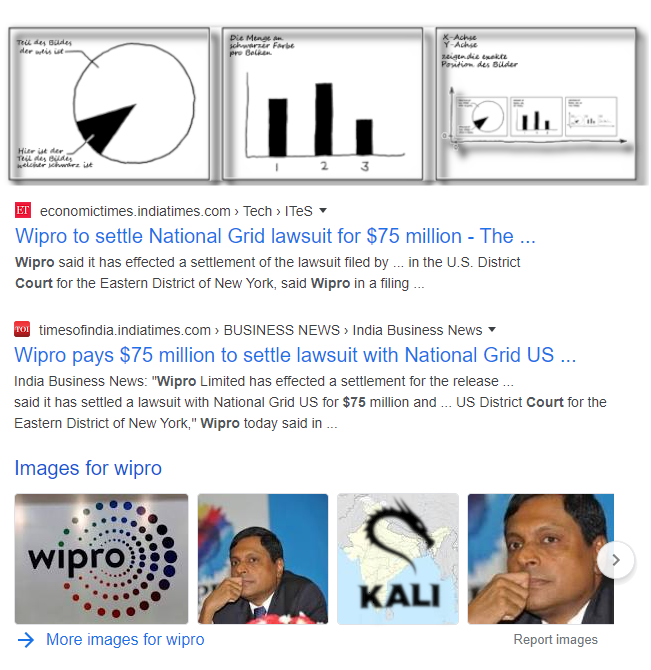 Teil des Bildes
der weis ist
Hier ist der
Teil des Bildes
welcher schwarz ist
Die Menge an
schwarzer Farbe
pro Balken
1 2 3
X-Achse
Y-Achse
zeigen die exakte
Position des Bilder
0
ET economictimes.indiatimes.com › Tech › ITeS
Wipro to settle National Grid lawsuit for $75 million - The ...
Wipro said it has effected a settlement of the lawsuit filed by ... in the U.S. District
Court for the Eastern District of New York, said Wipro in a filing ...
TOI timesofindia.indiatimes.com › BUSINESS NEWS › India Business News
Wipro pays $75 million to settle lawsuit with National Grid US ...
India Business News: "Wipro Limited has effected a settlement for the release ...
said it has settled a lawsuit with National Grid US for $75 million and ... US District Court for the
Eastern District of New York," Wipro today said in ...
Images for wipro
wipro
KALI
More images for wipro
Report images